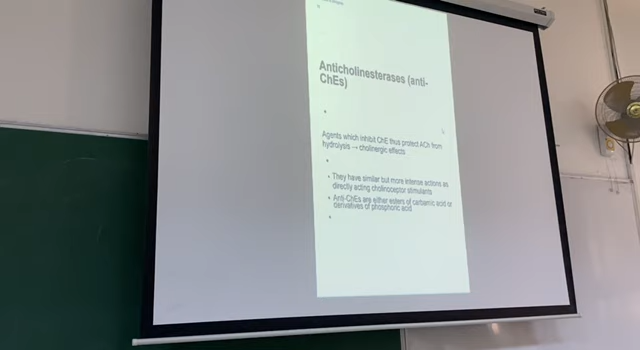 Anticholinesterases (anti-
ChEs)
Agents which inhibit ChE thus protect ACh from
hydrolysis → cholinergic effects
• They have similar but more intense actions as
directly acting cholinoceptor stimulants
• Anti-ChEs are either esters of carbamic acid or
derivatives of phosphoric acid